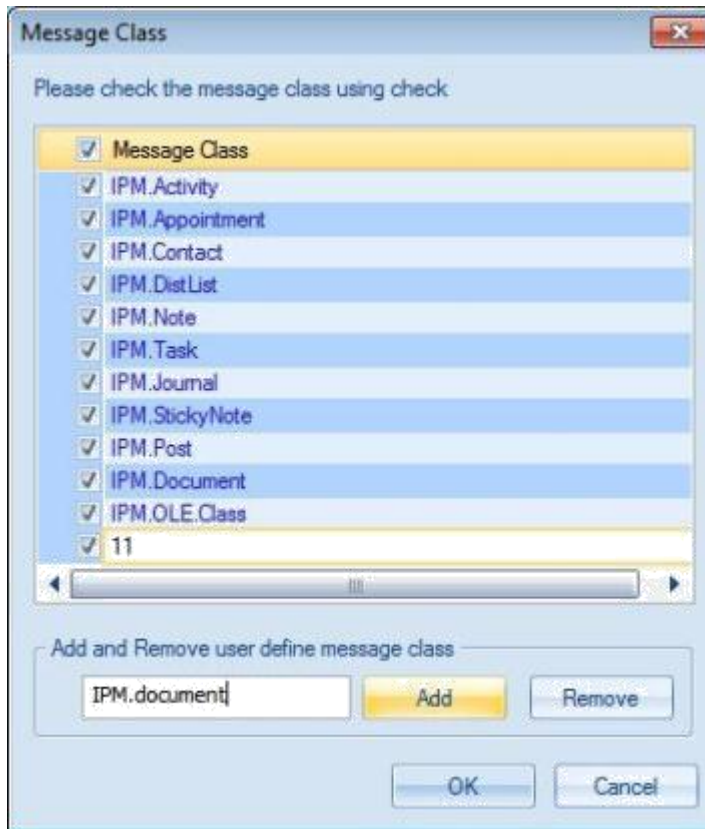 Message Class
Please check the message class using check
Message Class
IPM.Activity
IPM.Appointment
IPM.Contact
IPM.DistList
IPM.Note
IPM.Task
IPM.Journal
IPM.StickyNote
IPM.Post
IPM.Document
IPM.OLE.Class
11
Add and Remove user define message class
IPM.document
Add
Remove
OK
Cancel